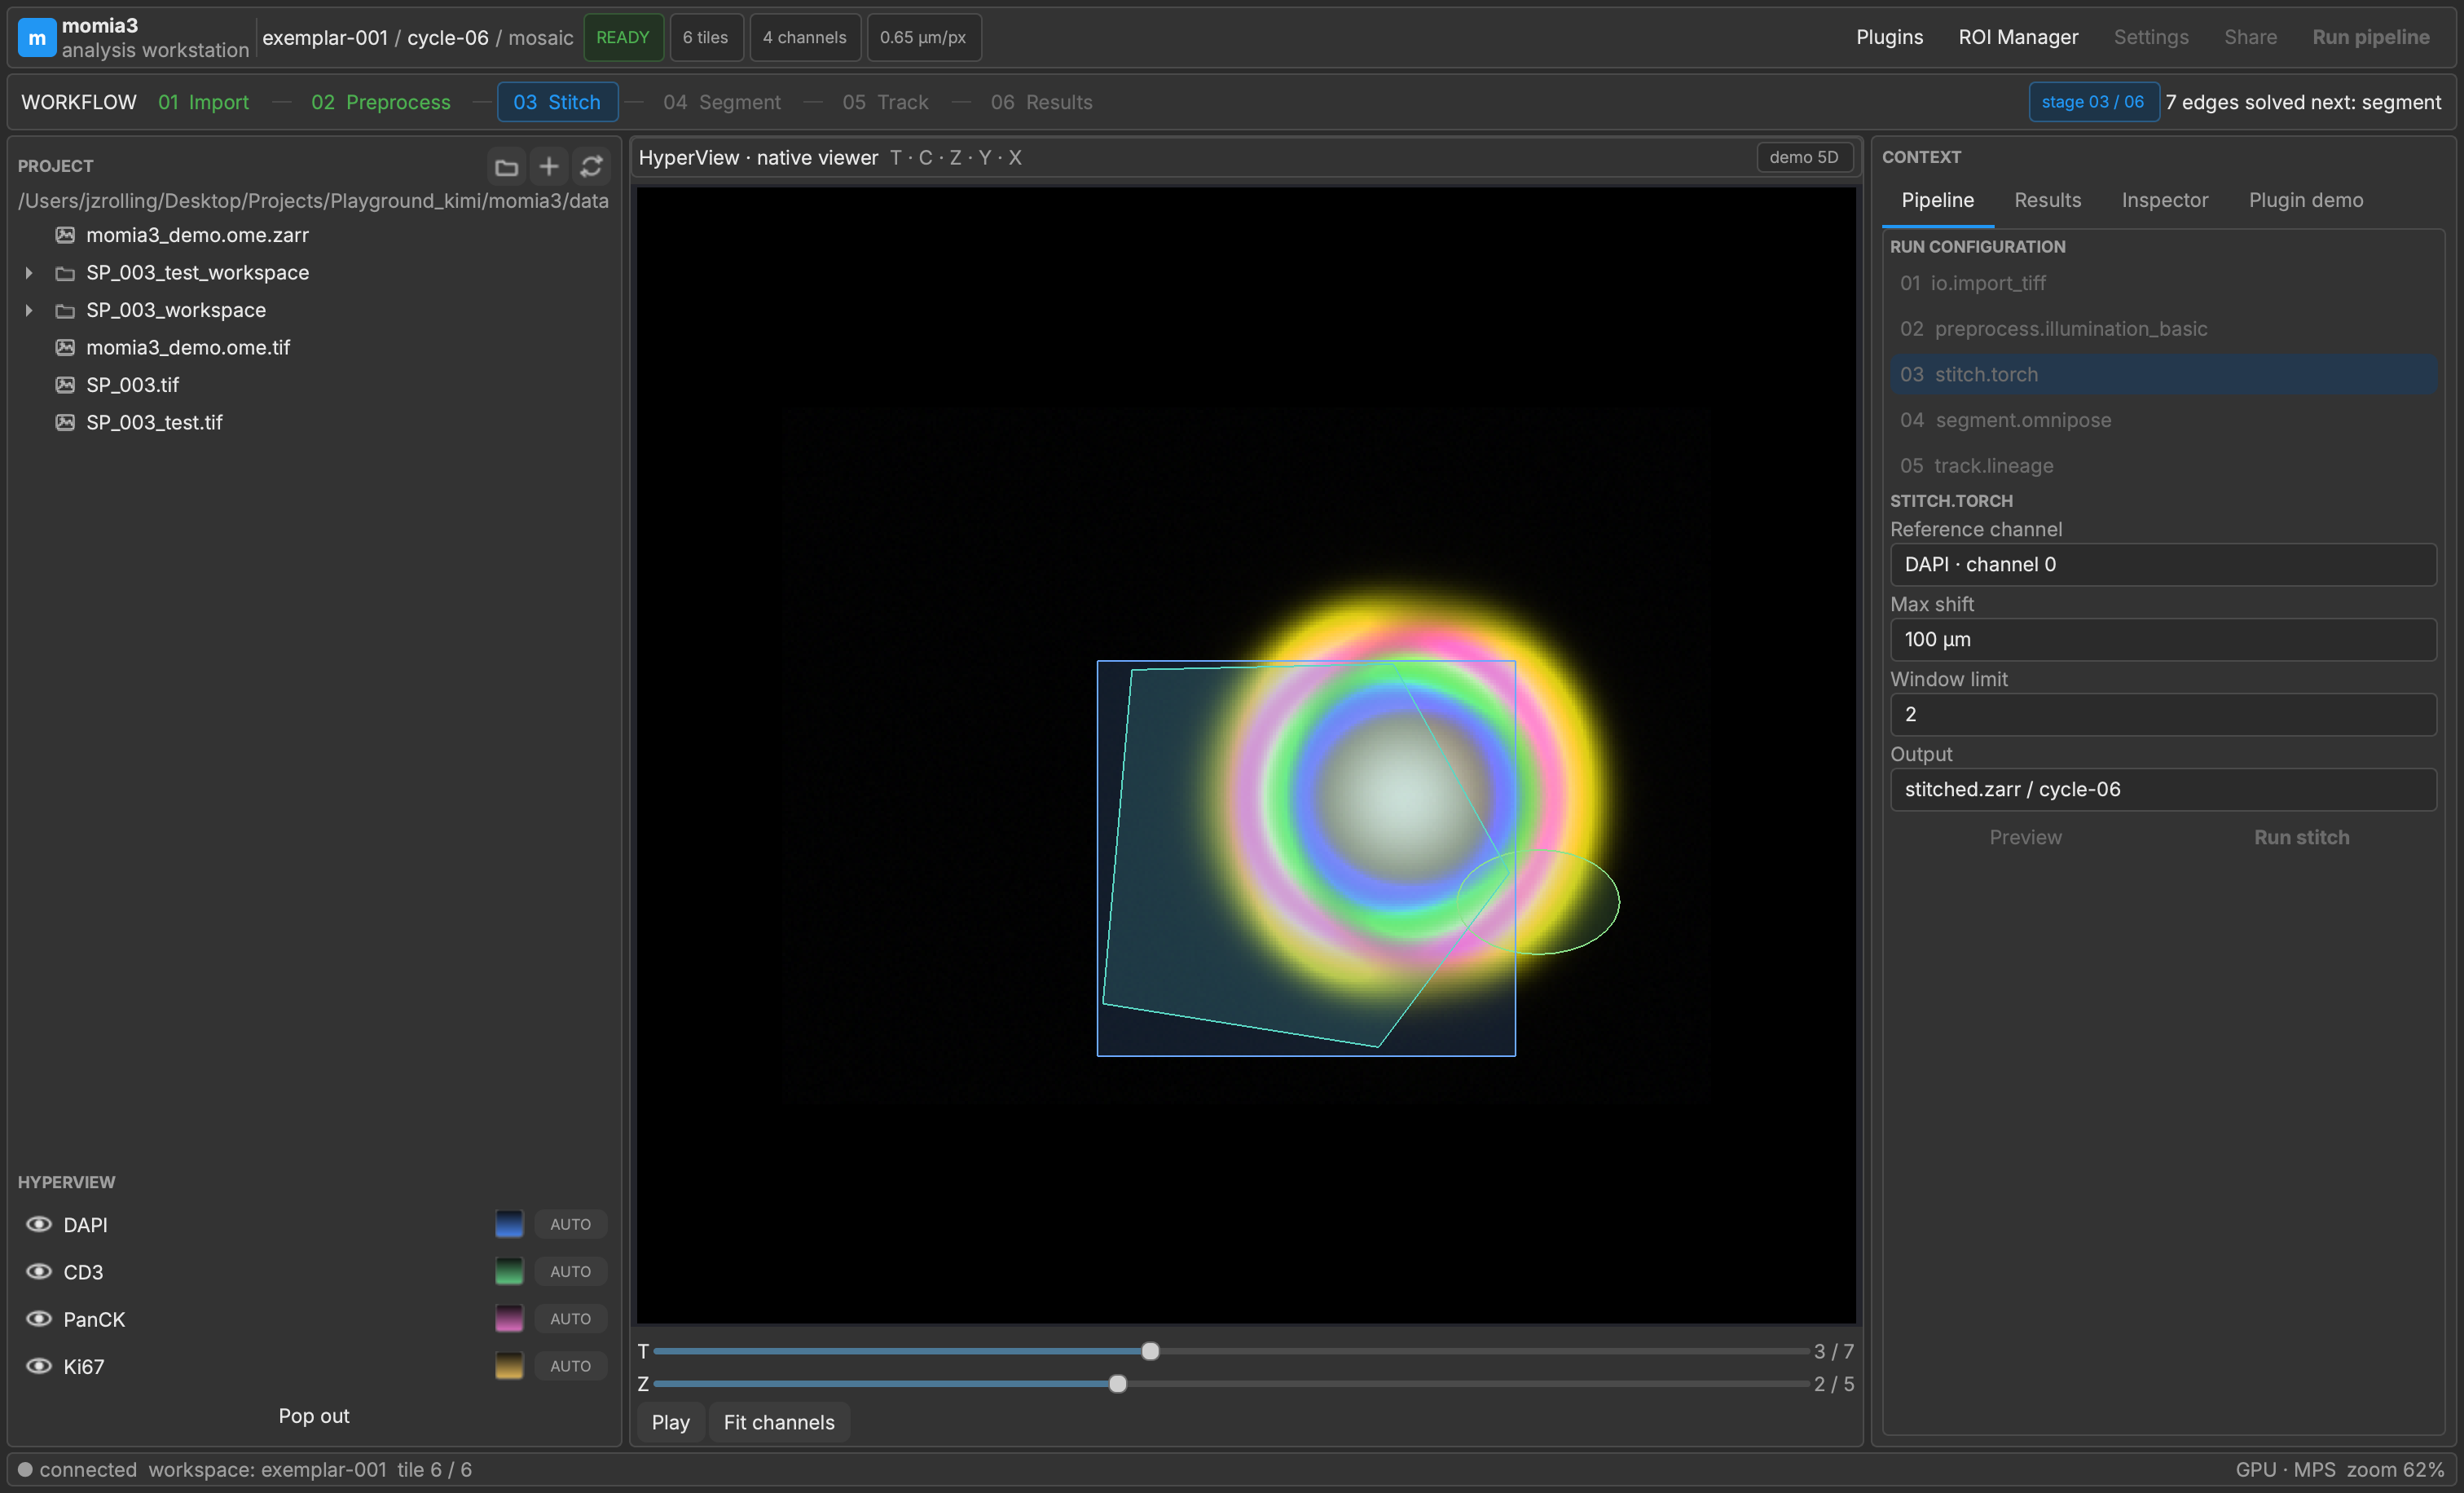 m momia3
analysis workstation
exemplar-001 / cycle-06 / mosaic READY 6 tiles 4 channels 0.65 µm/px Plugins ROI Manager Settings Share Run pipeline
WORKFLOW 01 Import — 02 Preprocess — 03 Stitch — 04 Segment — 05 Track — 06 Results stage 03 / 06 7 edges solved next: segment
PROJECT
/Users/jzrolling/Desktop/Projects/Playground_kimi/momia3/data
momia3_demo.ome.zarr
SP_003_test_workspace
SP_003_workspace
momia3_demo.ome.tif
SP_003.tif
SP_003_test.tif
HYPERVIEW
DAPI AUTO
CD3 AUTO
PanCK AUTO
Ki67 AUTO
Pop out
HyperView · native viewer T · C · Z · Y · X demo 5D
T 3 / 7
Z 2 / 5
Play Fit channels
CONTEXT
Pipeline Results Inspector Plugin demo
RUN CONFIGURATION
01 io.import_tiff
02 preprocess.illumination_basic
03 stitch.torch
04 segment.omnipose
05 track.lineage
STITCH.TORCH
Reference channel
DAPI · channel 0
Max shift
100 µm
Window limit
2
Output
stitched.zarr / cycle-06
Preview Run stitch
connected workspace: exemplar-001 tile 6 / 6 GPU · MPS zoom 62%